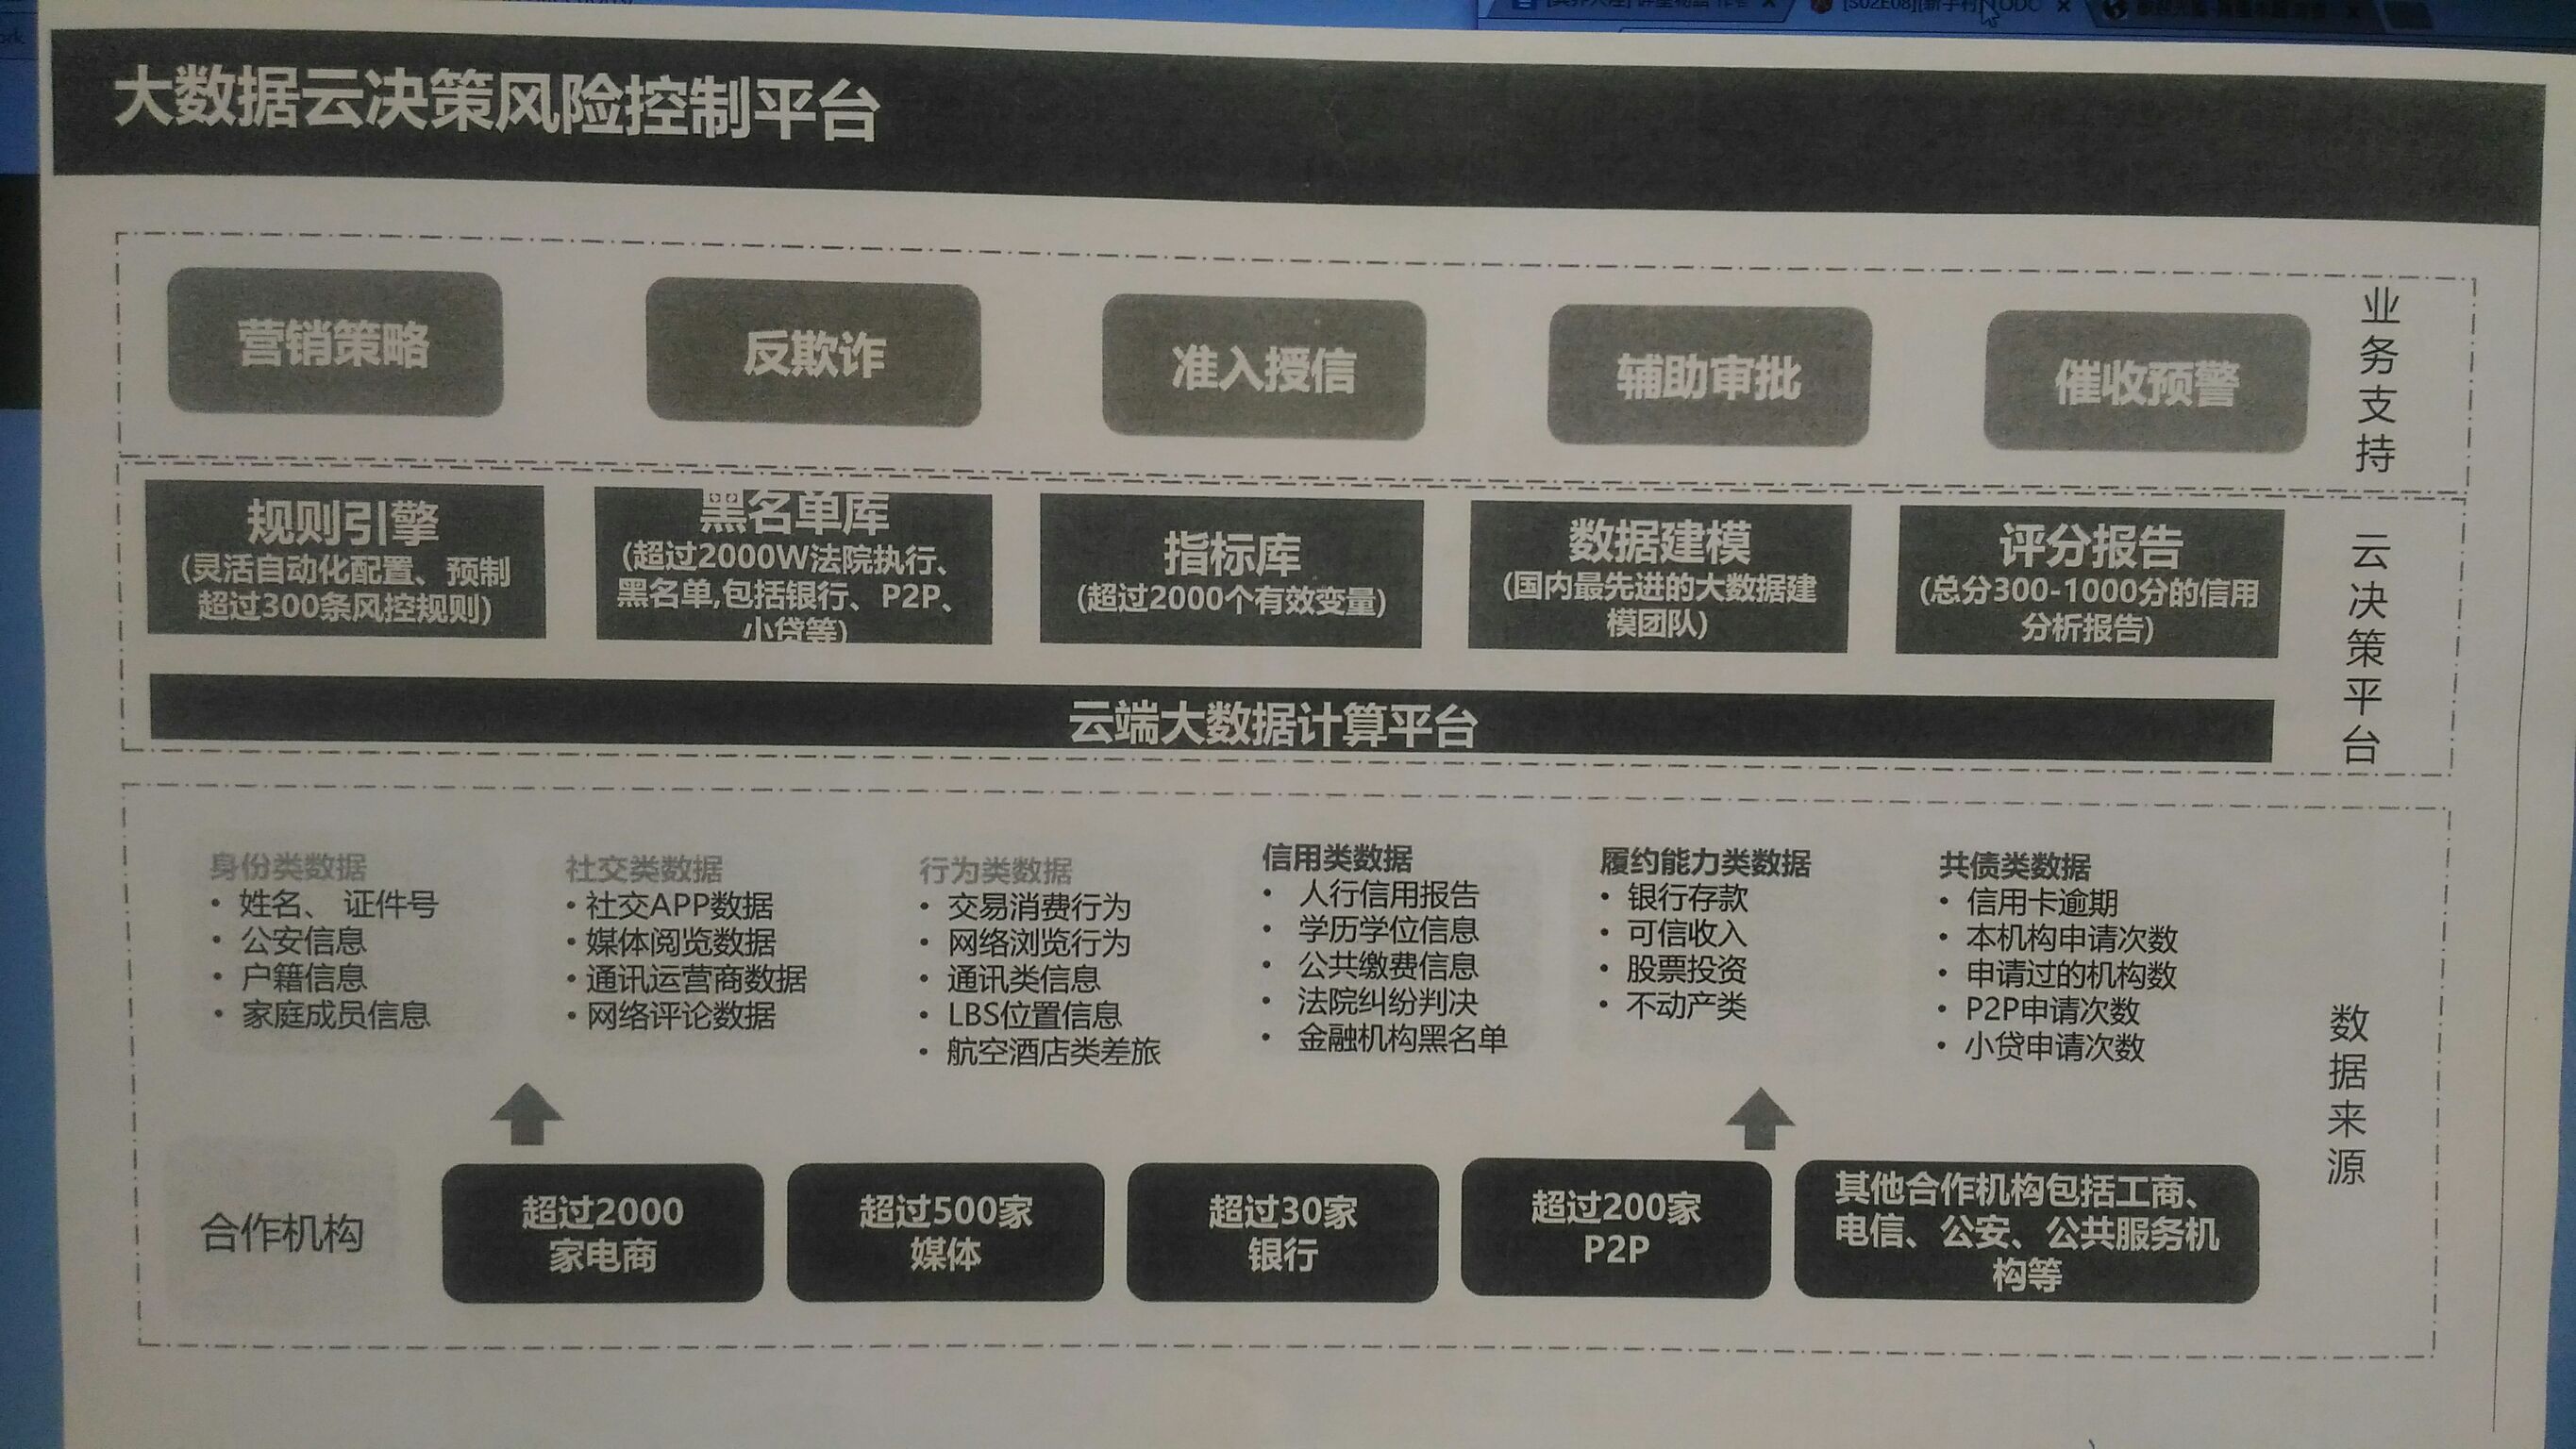 大数据云决策风险控制平台
营销策略
反欺诈
准入授信
辅助审批
催收预警
业务支持
规则引擎
(灵活自动化配置、预制
超过300条风控规则)
黑名单库
(超过2000W法院执行、
黑名单,包括银行、P2P、
小贷等)
指标库
(超过2000个有效变量)
数据建模
(国内最先进的大数据建
模团队)
评分报告
(总分300-1000分的信用
分析报告)
云端大数据计算平台
云决策平台
身份类数据
• 姓名、 证件号
• 公安信息
• 户籍信息
• 家庭成员信息
社交类数据
• 社交APP数据
• 媒体阅览数据
• 通讯运营商数据
• 网络评论数据
行为类数据
• 交易消费行为
• 网络浏览行为
• 通讯类信息
• LBS位置信息
• 航空酒店类差旅
信用类数据
• 人行信用报告
• 学历学位信息
• 公共缴费信息
• 法院纠纷判决
• 金融机构黑名单
履约能力类数据
• 银行存款
• 可信收入
• 股票投资
• 不动产类
共债类数据
• 信用卡逾期
• 本机构申请次数
• 申请过的机构数
• P2P申请次数
• 小贷申请次数
数据来源
合作机构
超过2000
家电商
超过500家
媒体
超过30家
银行
超过200家
P2P
其他合作机构包括工商、
电信、公安、公共服务机
构等